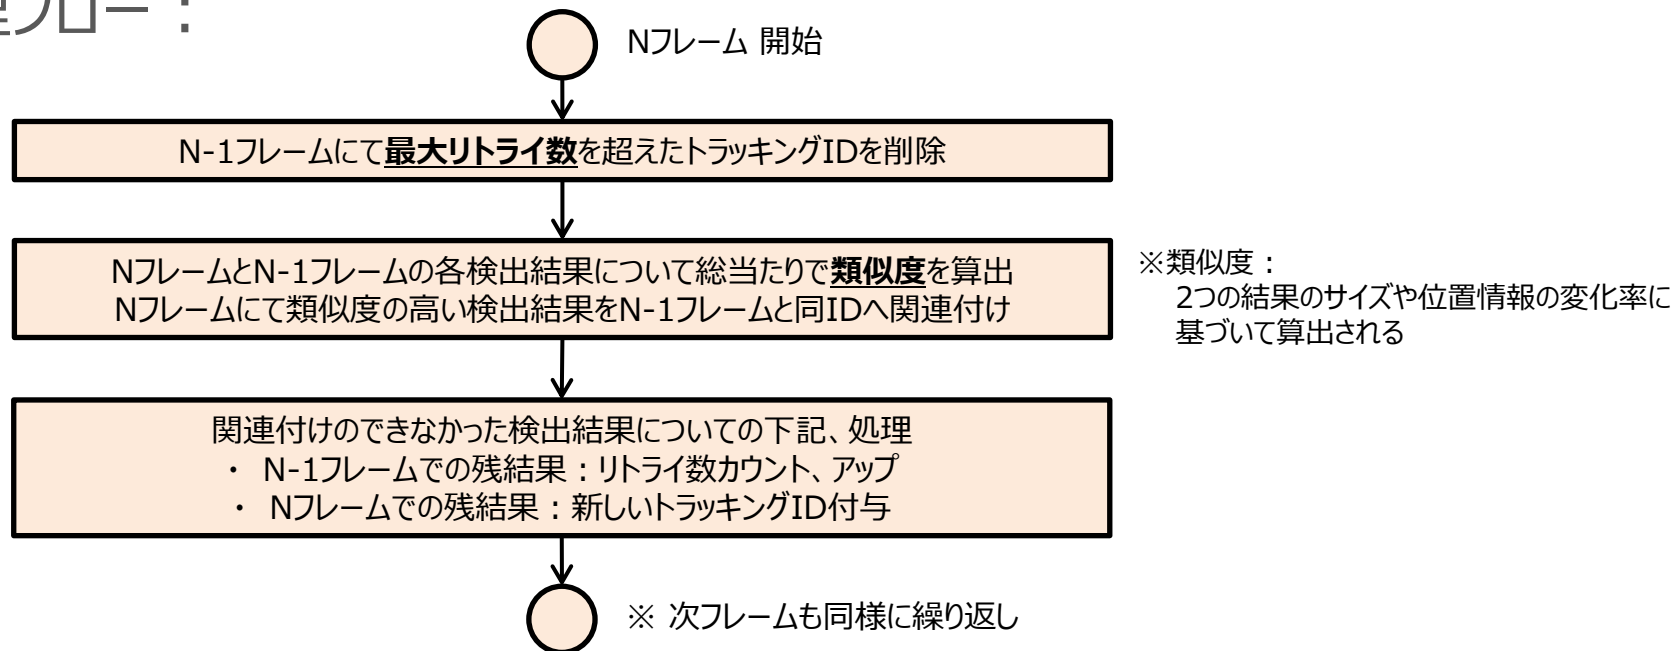 理フロー：
Nフレーム 開始
N-1フレームにて最大リトライ数を超えたトラッキングIDを削除
NフレームとN-1フレームの各検出結果について総当たりで類似度を算出
Nフレームにて類似度の高い検出結果をN-1フレームと同IDへ関連付け
※類似度：
2つの結果のサイズや位置情報の変化率に
基づいて算出される
関連付けのできなかった検出結果についての下記、処理
・ N-1フレームでの残結果：リトライ数カウント、アップ
・ Nフレームでの残結果：新しいトラッキングID付与
※ 次フレームも同様に繰り返し